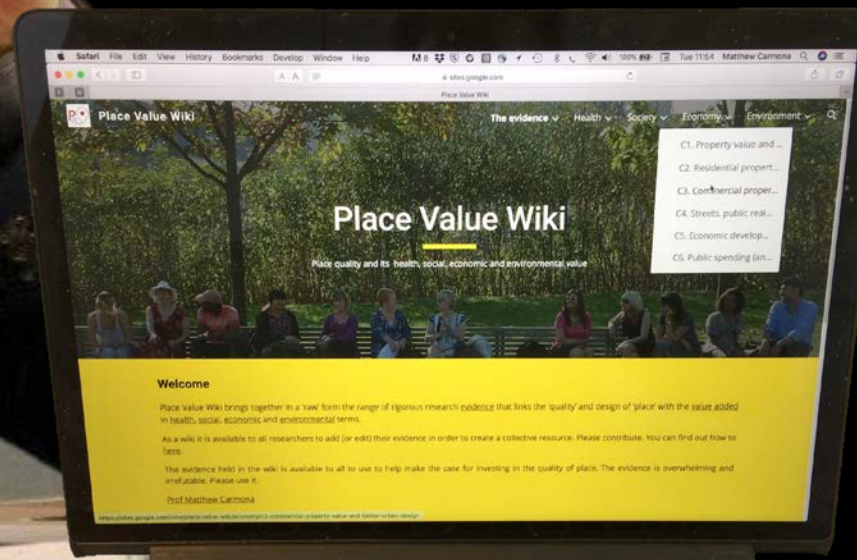 Safari File Edit View History Bookmarks Develop Window Help 100% Tue 11:54 Matthew Carmona
A A sites.google.com
Place Value Wiki
Place Value Wiki The evidence Health Society Economy Environment
C1. Property value and ...
C2. Residential propert...
C3. Commercial proper...
C4. Streets, public real...
C5. Economic develop...
C6. Public spending (an...
Place Value Wiki
Place quality and its health, social, economic and environmental value
Welcome
Place Value Wiki brings together in a 'raw' form the range of rigorous research evidence that links the 'quality' and design of 'place' with the value added
in health, social, economic and environmental terms.
As a wiki it is available to all researchers to add (or edit) their evidence in order to create a collective resource. Please contribute. You can find out how to
here.
The evidence held in the wiki is available to all to use to help make the case for investing in the quality of place. The evidence is overwhelming and
irrefutable. Please use it.
Prof Matthew Carmona